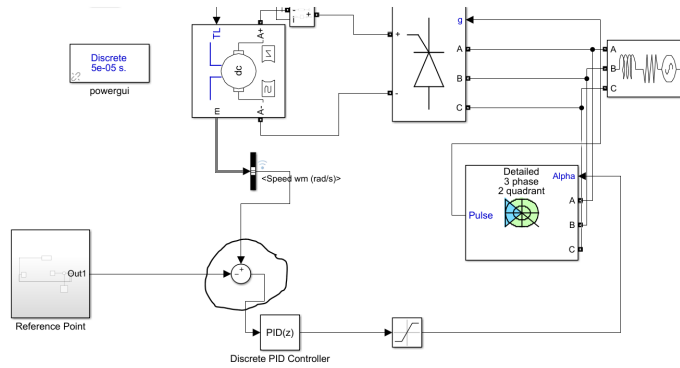 TL
A+
i
+
+
-
g
A
B
C
A
B
C
Discrete
5e-05 s.
powergui
dc
m
A-
<Speed wm (rad/s)>
Detailed
3 phase
2 quadrant
Alpha
Pulse
A
B
C
Out1
Reference Point
+
−
PID(z)
Discrete PID Controller